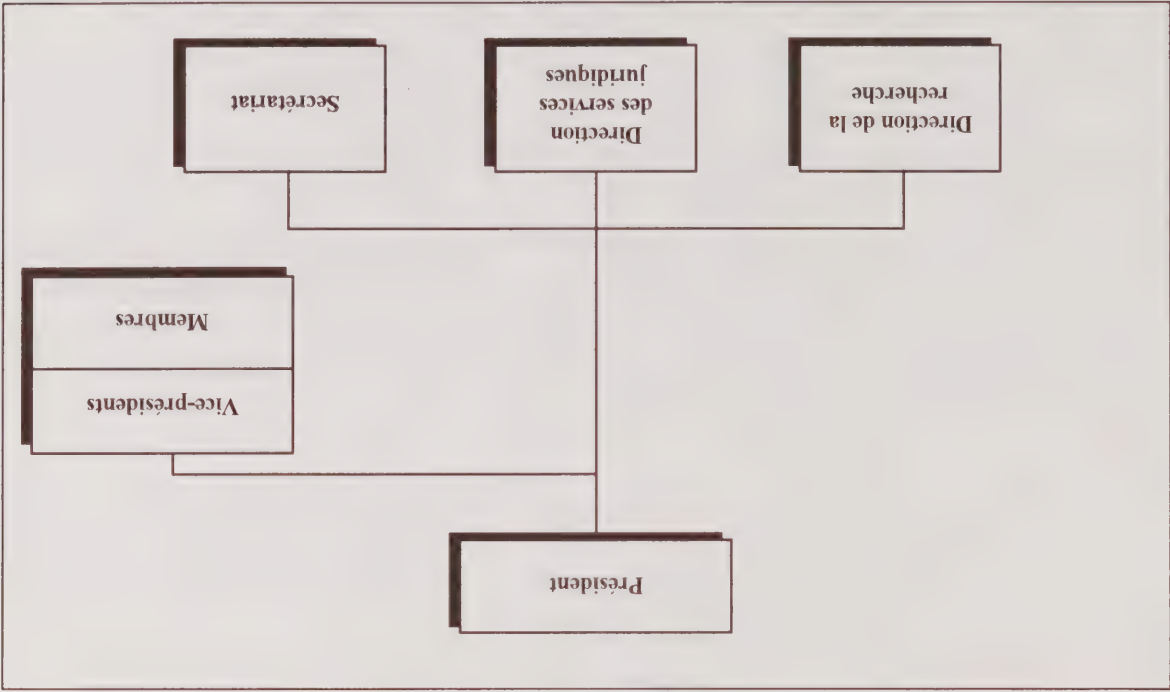 Président
Vice-présidents
Membres
Direction de la
recherche
Direction
des services
juridiques
Secrétariat